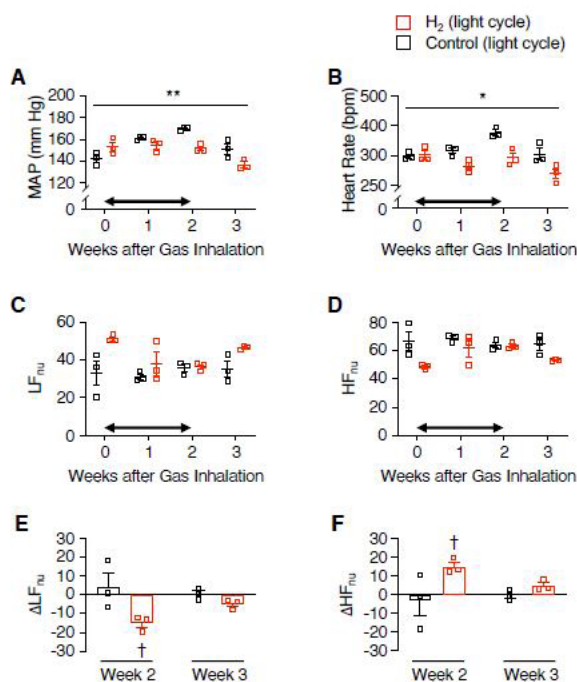 H2 (light cycle)
Control (light cycle)
A
B
**
*
MAP (mm Hg)
200
180
160
140
120
0
Heart Rate (bpm)
500
400
300
250
0
0 1 2 3
0 1 2 3
Weeks after Gas Inhalation
Weeks after Gas Inhalation
C
D
LFnu
60
40
20
0
HFnu
100
80
60
40
20
0
0 1 2 3
0 1 2 3
Weeks after Gas Inhalation
Weeks after Gas Inhalation
E
F
ΔLFnu
30
20
10
0
-10
-20
-30
†
ΔHFnu
30
20
10
0
-10
-20
-30
†
Week 2 Week 3
Week 2 Week 3